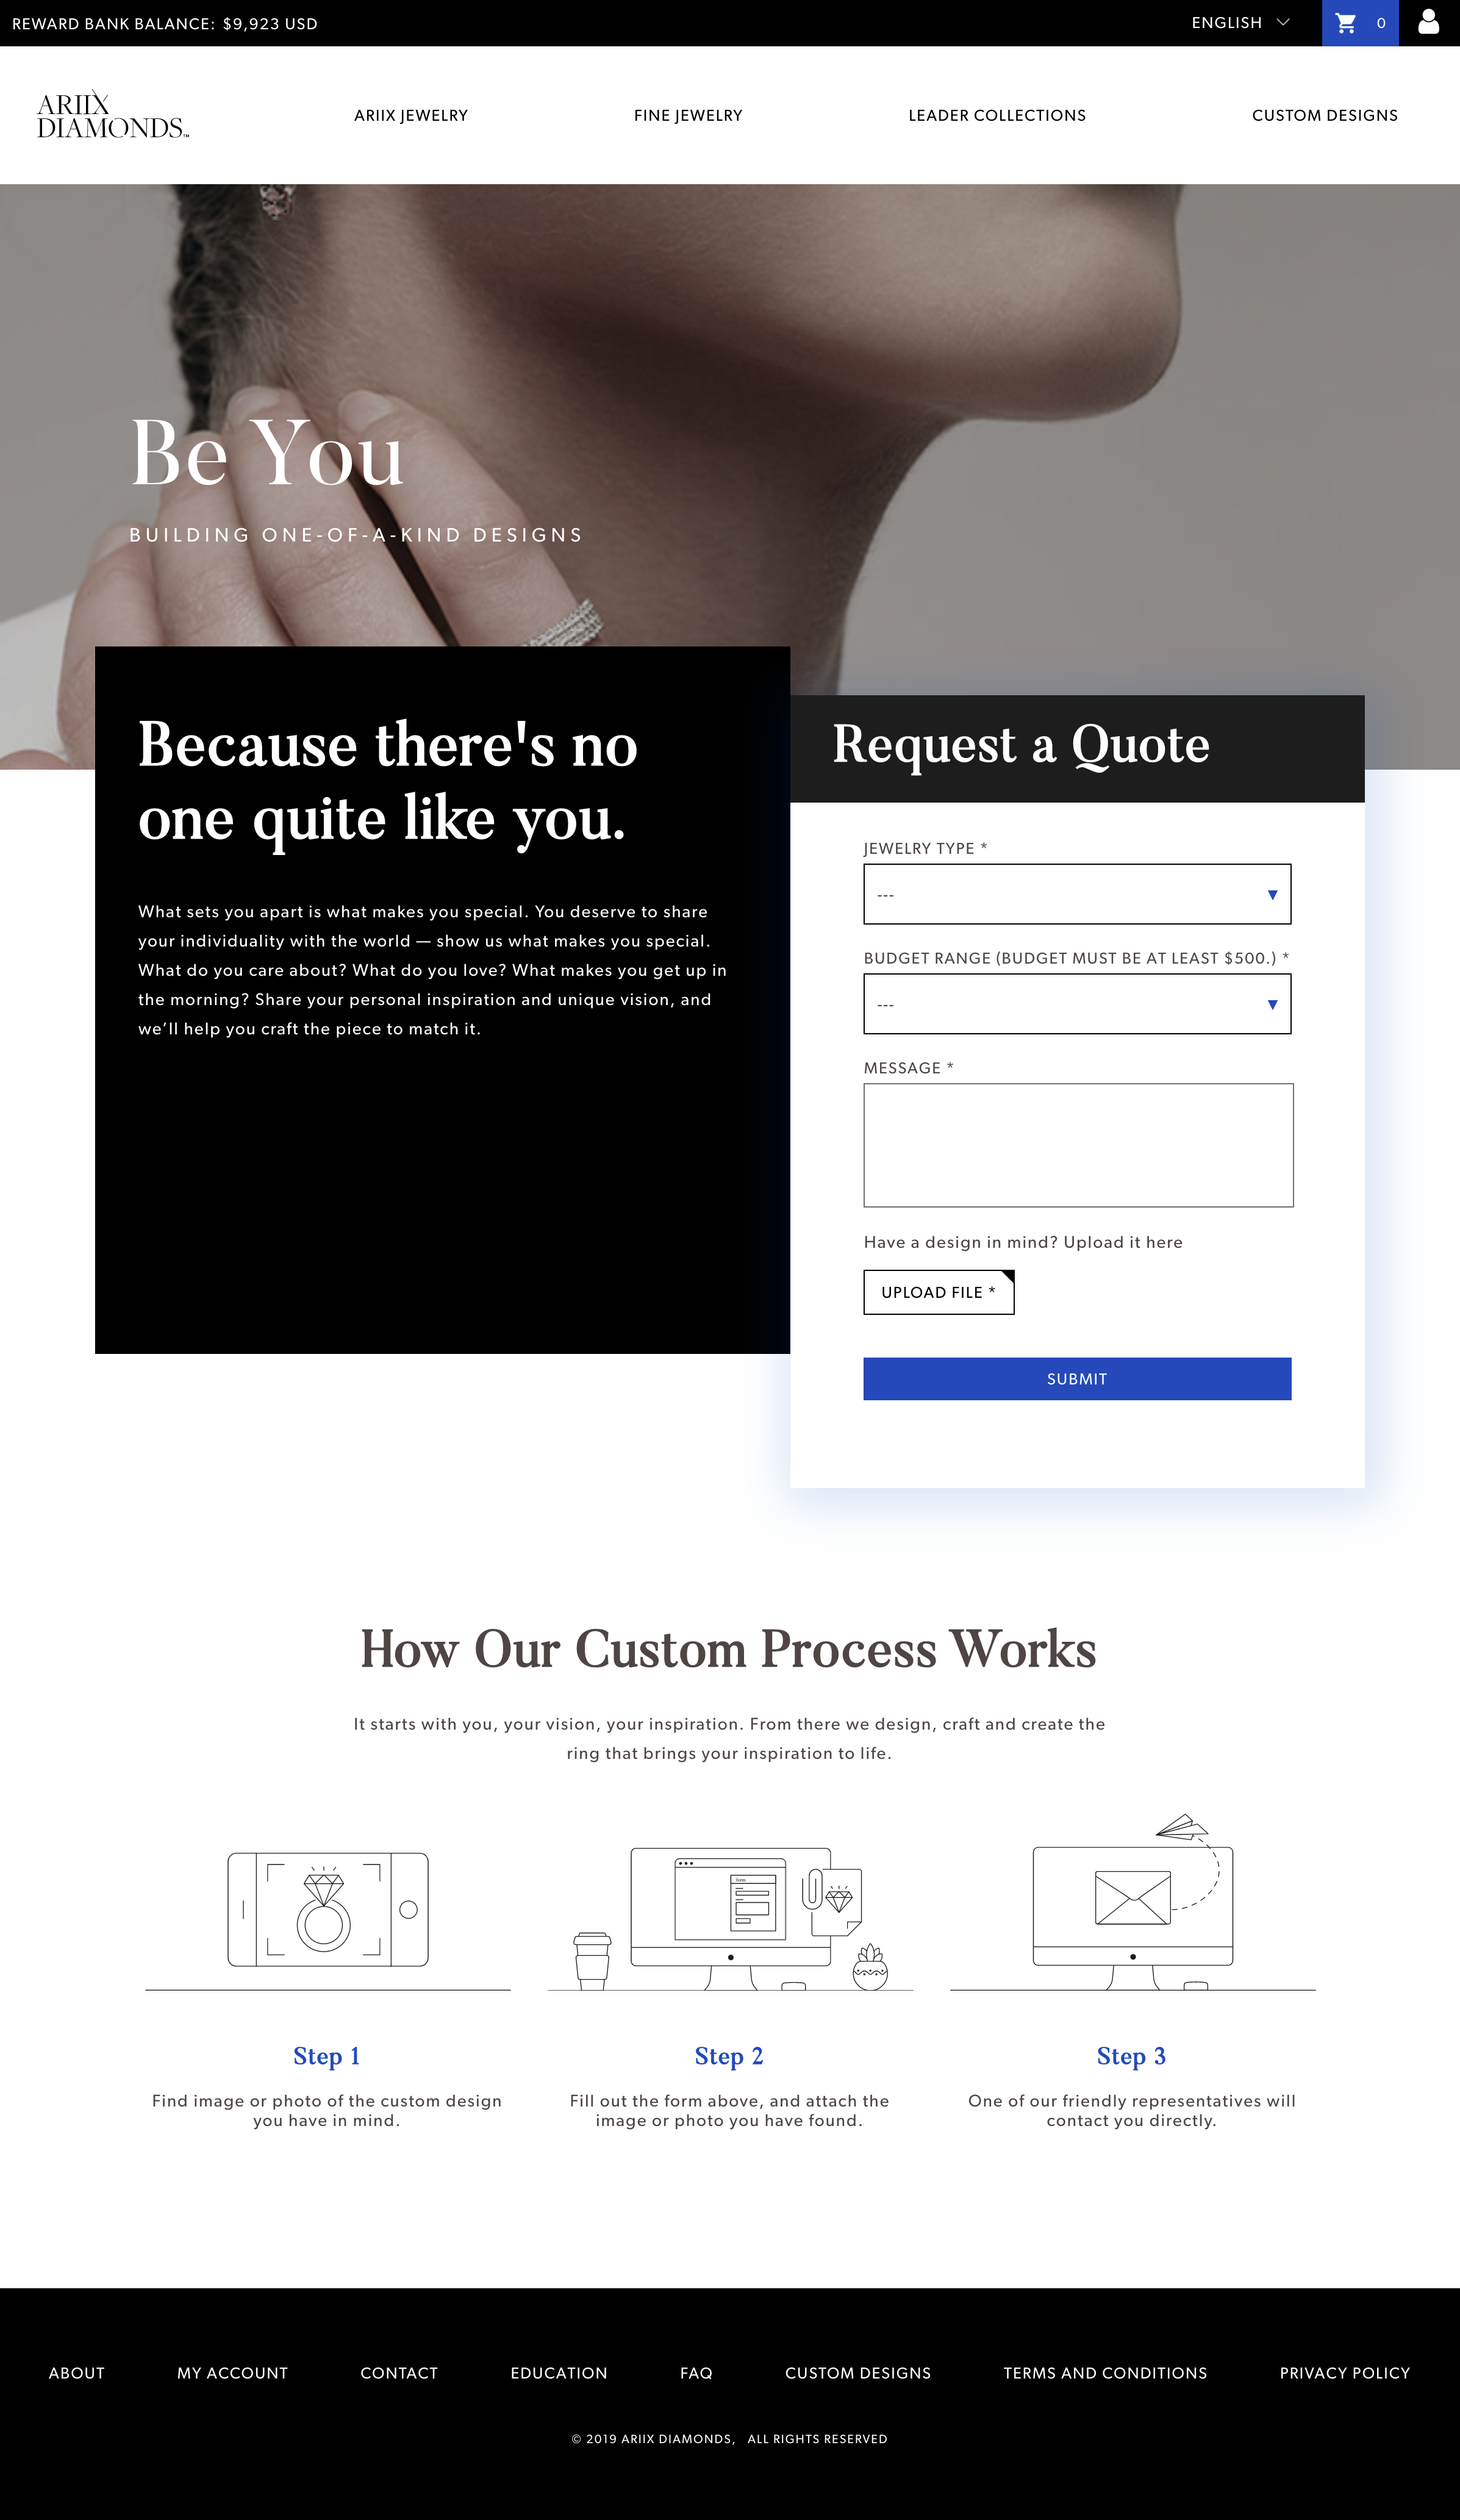 REWARD BANK BALANCE: $9,923 USD
ENGLISH
0
ARIIX
DIAMONDS™
ARIIX JEWELRY
FINE JEWELRY
LEADER COLLECTIONS
CUSTOM DESIGNS
Be You
BUILDING ONE-OF-A-KIND DESIGNS
Because there's no
one quite like you.
What sets you apart is what makes you special. You deserve to share
your individuality with the world — show us what makes you special.
What do you care about? What do you love? What makes you get up in
the morning? Share your personal inspiration and unique vision, and
we’ll help you craft the piece to match it.
Request a Quote
JEWELRY TYPE *
---
BUDGET RANGE (BUDGET MUST BE AT LEAST $500.) *
---
MESSAGE *
Have a design in mind? Upload it here
UPLOAD FILE *
SUBMIT
How Our Custom Process Works
It starts with you, your vision, your inspiration. From there we design, craft and create the
ring that brings your inspiration to life.
form
Step 1
Find image or photo of the custom design
you have in mind.
Step 2
Fill out the form above, and attach the
image or photo you have found.
Step 3
One of our friendly representatives will
contact you directly.
ABOUT
MY ACCOUNT
CONTACT
EDUCATION
FAQ
CUSTOM DESIGNS
TERMS AND CONDITIONS
PRIVACY POLICY
© 2019 ARIIX DIAMONDS, ALL RIGHTS RESERVED